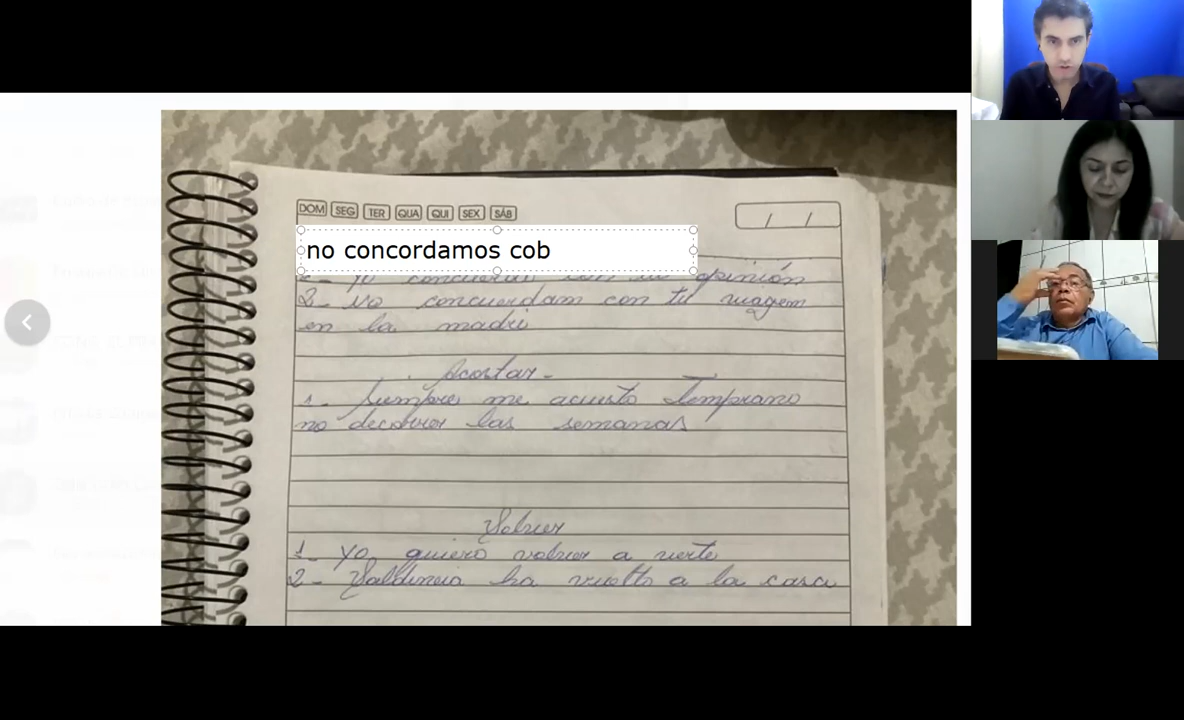 DOM SEG TER QUA QUI SEX SÁB
no concordamos cob
opinión
2- No concuerdam con tu viagem
en la madri
Acostar-
1- Siempre me acuesto Temprano
no decorrer las semanas
Volver
1- yo quiero volver a verte
2- ha vuelto a la casa